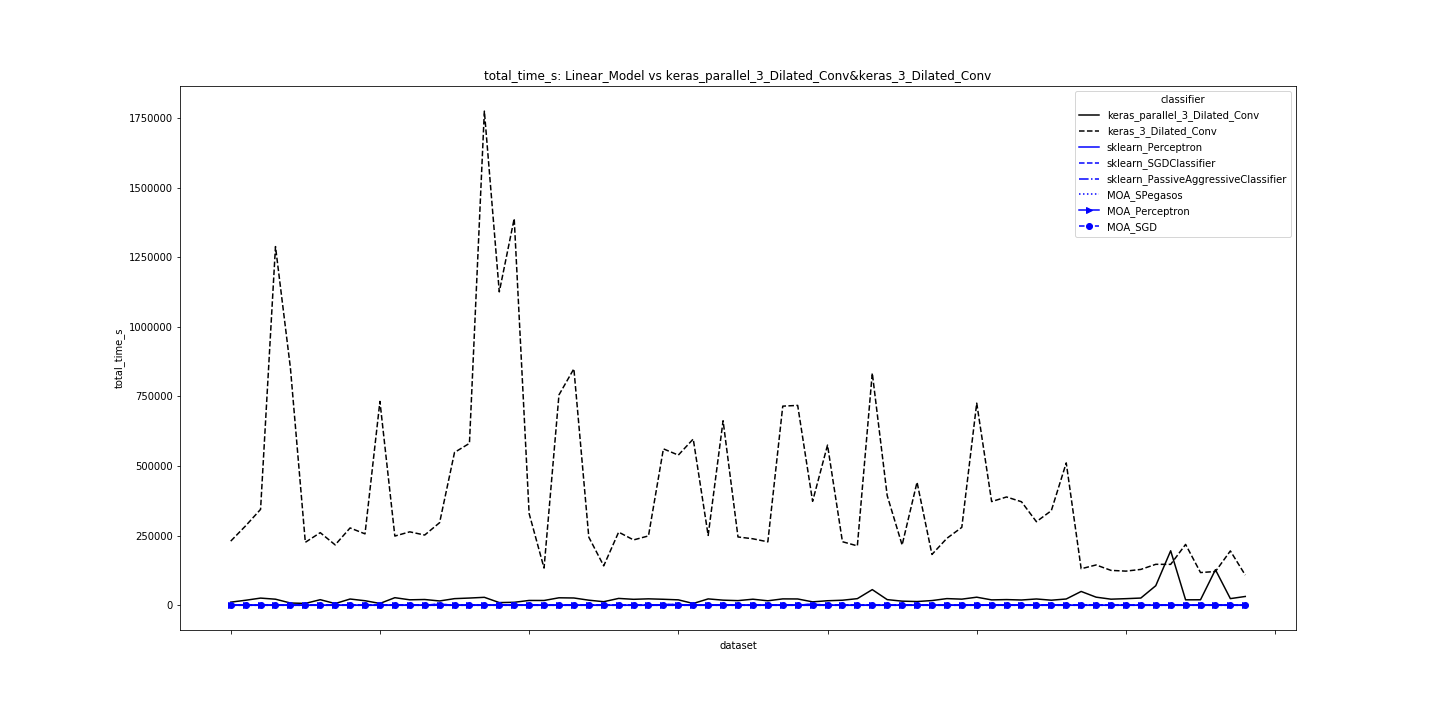 total_time_s: Linear_Model vs keras_parallel_3_Dilated_Conv&keras_3_Dilated_Conv
classifier
keras_parallel_3_Dilated_Conv
keras_3_Dilated_Conv
sklearn_Perceptron
sklearn_SGDClassifier
sklearn_PassiveAggressiveClassifier
MOA_SPegasos
MOA_Perceptron
MOA_SGD
1750000
1500000
1250000
1000000
750000
500000
250000
0
total_time_s
dataset